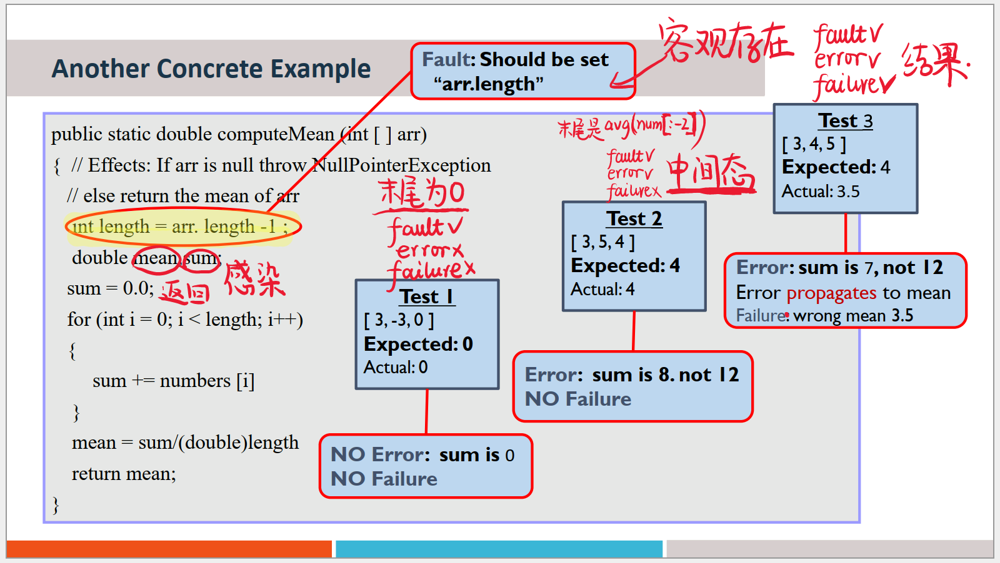 Another Concrete Example
Fault: Should be set
“arr.length”
客观存在
fault√
error√
failure√
结果.
public static double computeMean (int [ ] arr)
{ // Effects: If arr is null throw NullPointerException
// else return the mean of arr
int length = arr. length -1 ;
double mean,sum;
sum = 0.0;
返回
感染
for (int i = 0; i < length; i++)
{
sum += numbers [i]
}
mean = sum/(double)length
return mean;
}
末尾为0
fault√
error×
failure×
Test 1
[ 3, -3, 0 ]
Expected: 0
Actual: 0
NO Error: sum is 0
NO Failure
末尾是avg(num[:-2])
fault√
error√
failure×
中间态
Test 2
[ 3, 5, 4 ]
Expected: 4
Actual: 4
Error: sum is 8. not 12
NO Failure
Test 3
[ 3, 4, 5 ]
Expected: 4
Actual: 3.5
Error: sum is 7, not 12
Error propagates to mean
Failure: wrong mean 3.5